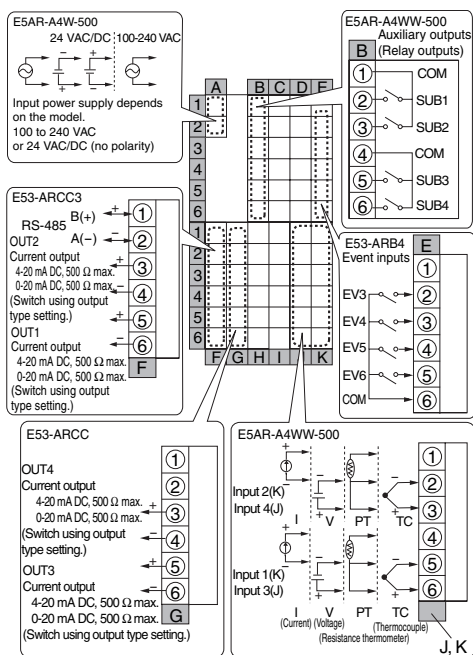 E5AR-A4W-500
24 VAC/DC
100-240 VAC
− + + −
Input power supply depends
on the model.
100 to 240 VAC
or 24 VAC/DC (no polarity)
E5AR-A4WW-500
Auxiliary outputs
(Relay outputs)
B
1 COM
2 SUB1
3 SUB2
4 COM
5 SUB3
6 SUB4
A B C D E
1
2
3
4
5
6
1
2
3
4
5
6
F G H I J K
E53-ARCC3
RS-485
B(+) + 1
A(−) − 2
OUT2
Current output
4-20 mA DC, 500 Ω max. + 3
0-20 mA DC, 500 Ω max. − 4
(Switch using output
type setting.) + 5
OUT1
Current output − 6
4-20 mA DC, 500 Ω max.
0-20 mA DC, 500 Ω max. F
(Switch using output
type setting.)
E53-ARB4
Event inputs
E
1
EV3 2
EV4 3
EV5 4
EV6 5
COM 6
E53-ARCC
1
OUT4
Current output 2
4-20 mA DC, 500 Ω max. + 3
0-20 mA DC, 500 Ω max.
(Switch using output − 4
type setting.)
OUT3 + 5
Current output − 6
4-20 mA DC, 500 Ω max.
0-20 mA DC, 500 Ω max. G
(Switch using output type setting.)
E5AR-A4WW-500
Input 2(K)
Input 4(J)
I V PT TC
Input 1(K)
Input 3(J)
I V PT TC
(Current) (Voltage) (Thermocouple)
(Resistance thermometer)
1
2
3
4
5
6
J, K